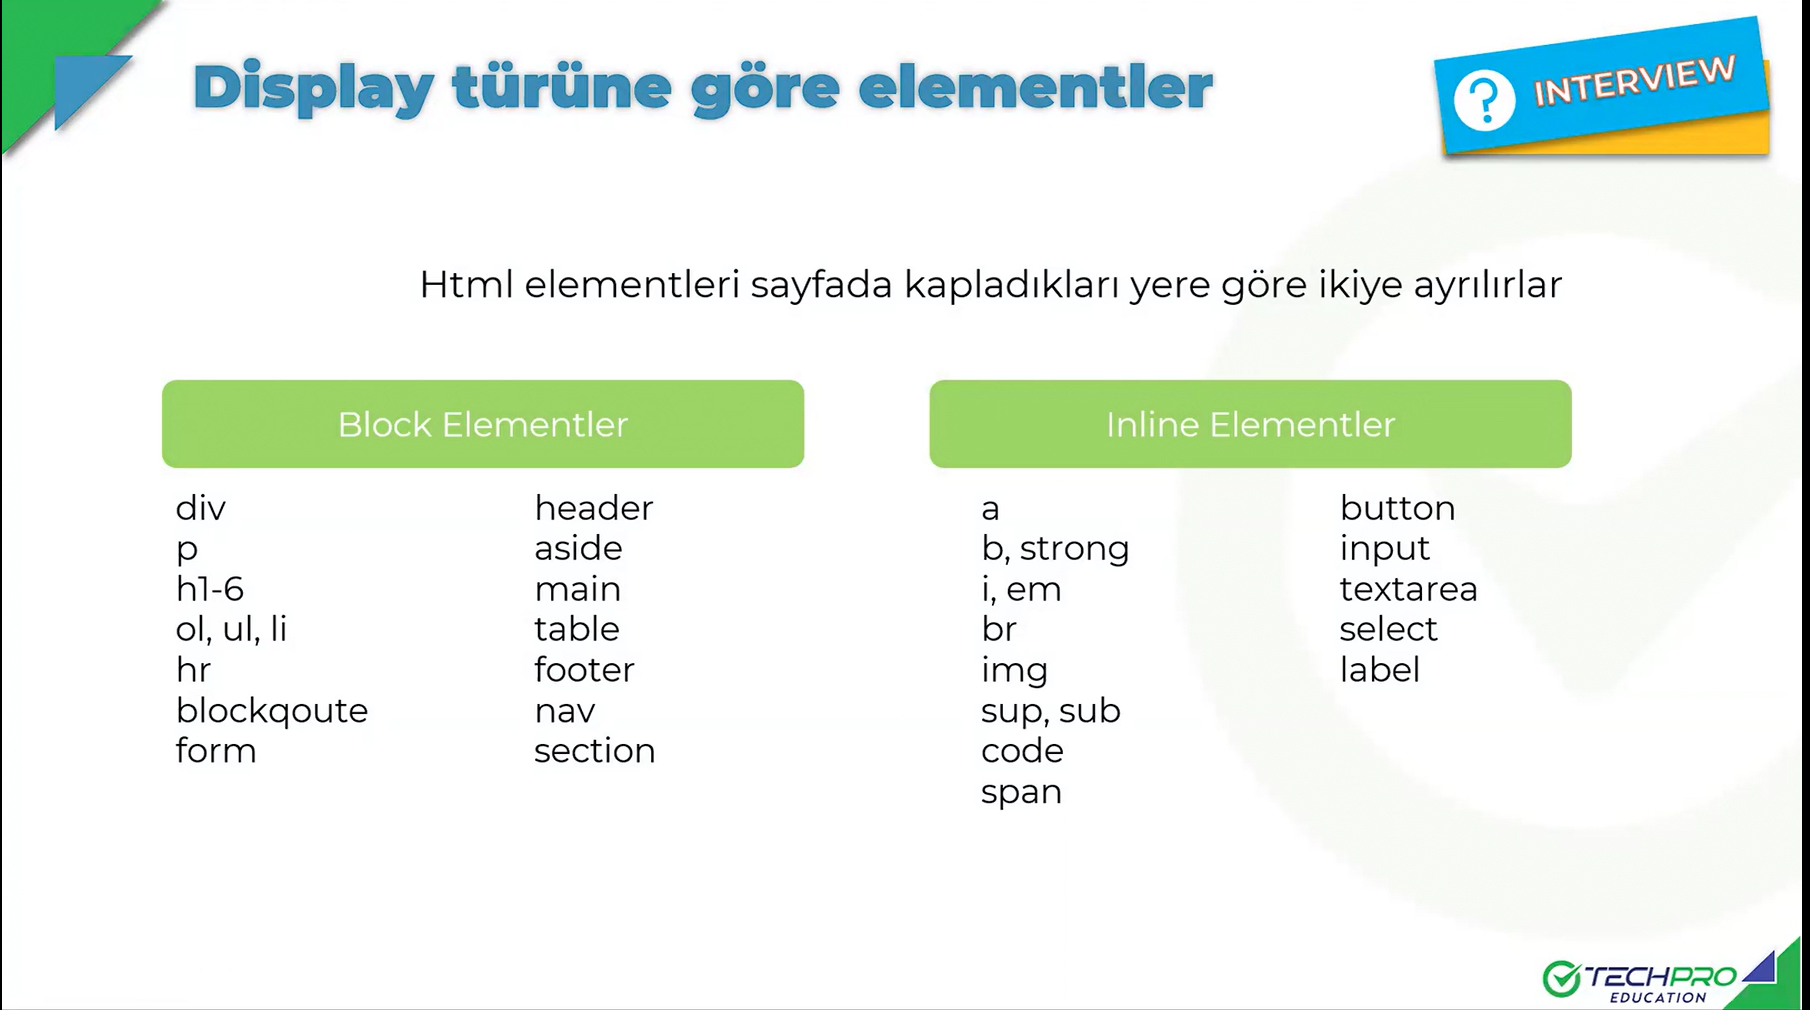 Display türüne göre elementler
INTERVIEW
Html elementleri sayfada kapladıkları yere göre ikiye ayrılırlar
Block Elementler
div
p
h1-6
ol, ul, li
hr
blockqoute
form
header
aside
main
table
footer
nav
section
Inline Elementler
a
b, strong
i, em
br
img
sup, sub
code
span
button
input
textarea
select
label
TECHPRO
EDUCATION